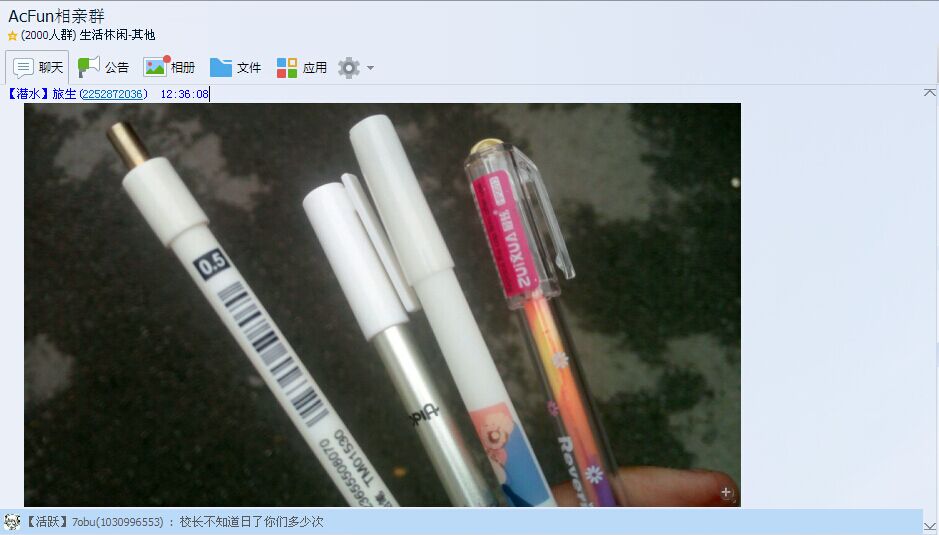 AcFun相亲群
(2000人群) 生活休闲-其他
聊天 公告 相册 文件 应用
【潜水】旅生(2252872036) 12:36:08
0.5
TM01530
ZUIXUA
Rever
【活跃】7obu(1030996553) : 校长不知道日了你们多少次